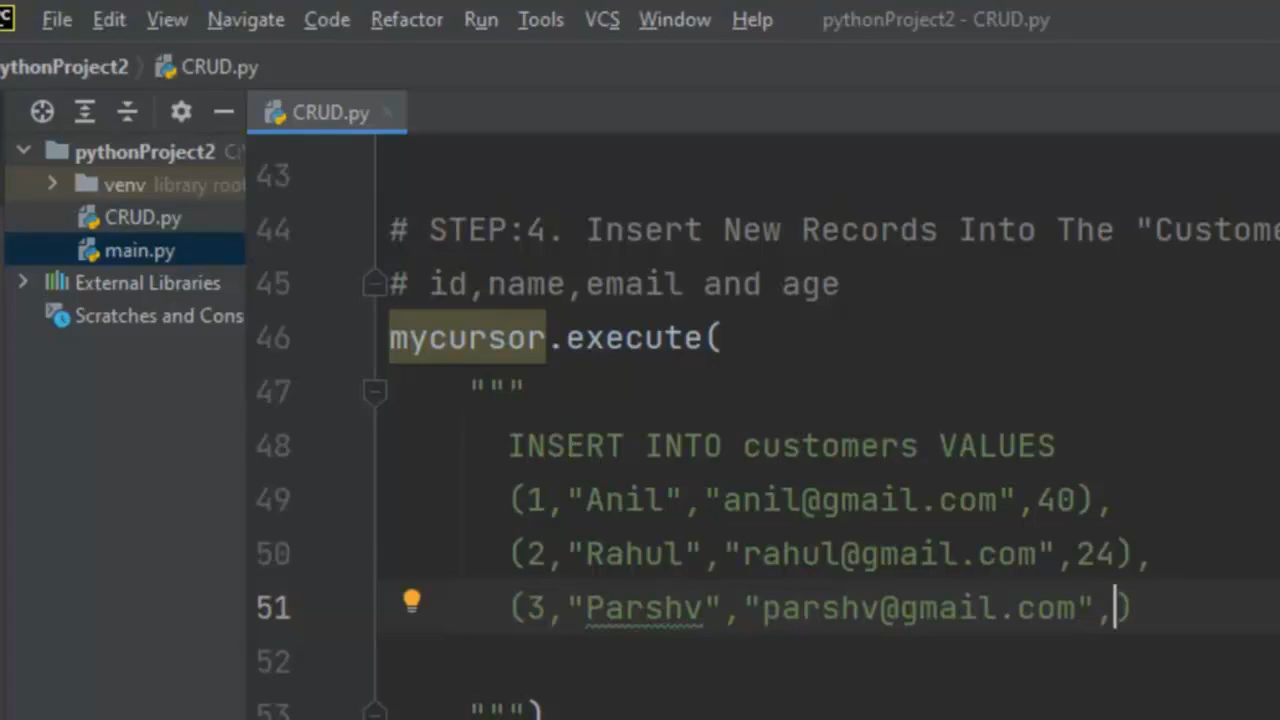 PC File Edit View Navigate Code Refactor Run Tools VCS Window Help pythonProject2 - CRUD.py
ythonProject2 CRUD.py
CRUD.py
pythonProject2
venv library root
CRUD.py
main.py
External Libraries
Scratches and Cons
43
44 # STEP:4. Insert New Records Into The "Custome
45 # id,name,email and age
46 mycursor.execute(
47 """
48 INSERT INTO customers VALUES
49 (1,"Anil","anil@gmail.com",40),
50 (2,"Rahul","rahul@gmail.com",24),
51 (3,"Parshv","parshv@gmail.com",)
52
53 """)